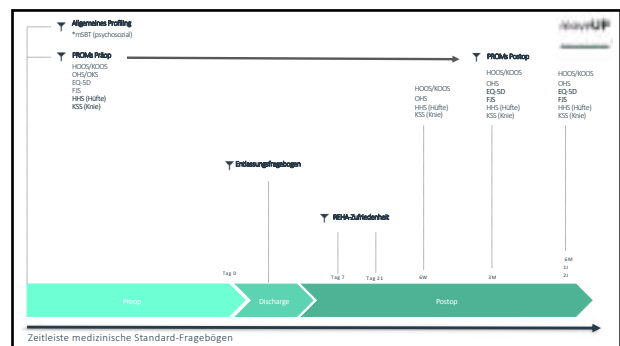 Allgemeines Profiling
*mSBT (psychosozial)
moveUP
PROMs Präop
HOOS/KOOS
OHS/OKS
EQ-5D
FJS
HHS (Hüfte)
KSS (Knie)
PROMs Postop
HOOS/KOOS
OHS
HHS (Hüfte)
KSS (Knie)
HOOS/KOOS
OHS
EQ-5D
FJS
HHS (Hüfte)
KSS (Knie)
HOOS/KOOS
OHS
EQ-5D
FJS
HHS (Hüfte)
KSS (Knie)
Entlassungsfragebogen
REHA-Zufriedenheit
Tag 0
Tag 7
Tag 21
6W
3M
6M
1J
2J
Preop
Discharge
Postop
Zeitleiste medizinische Standard-Fragebögen